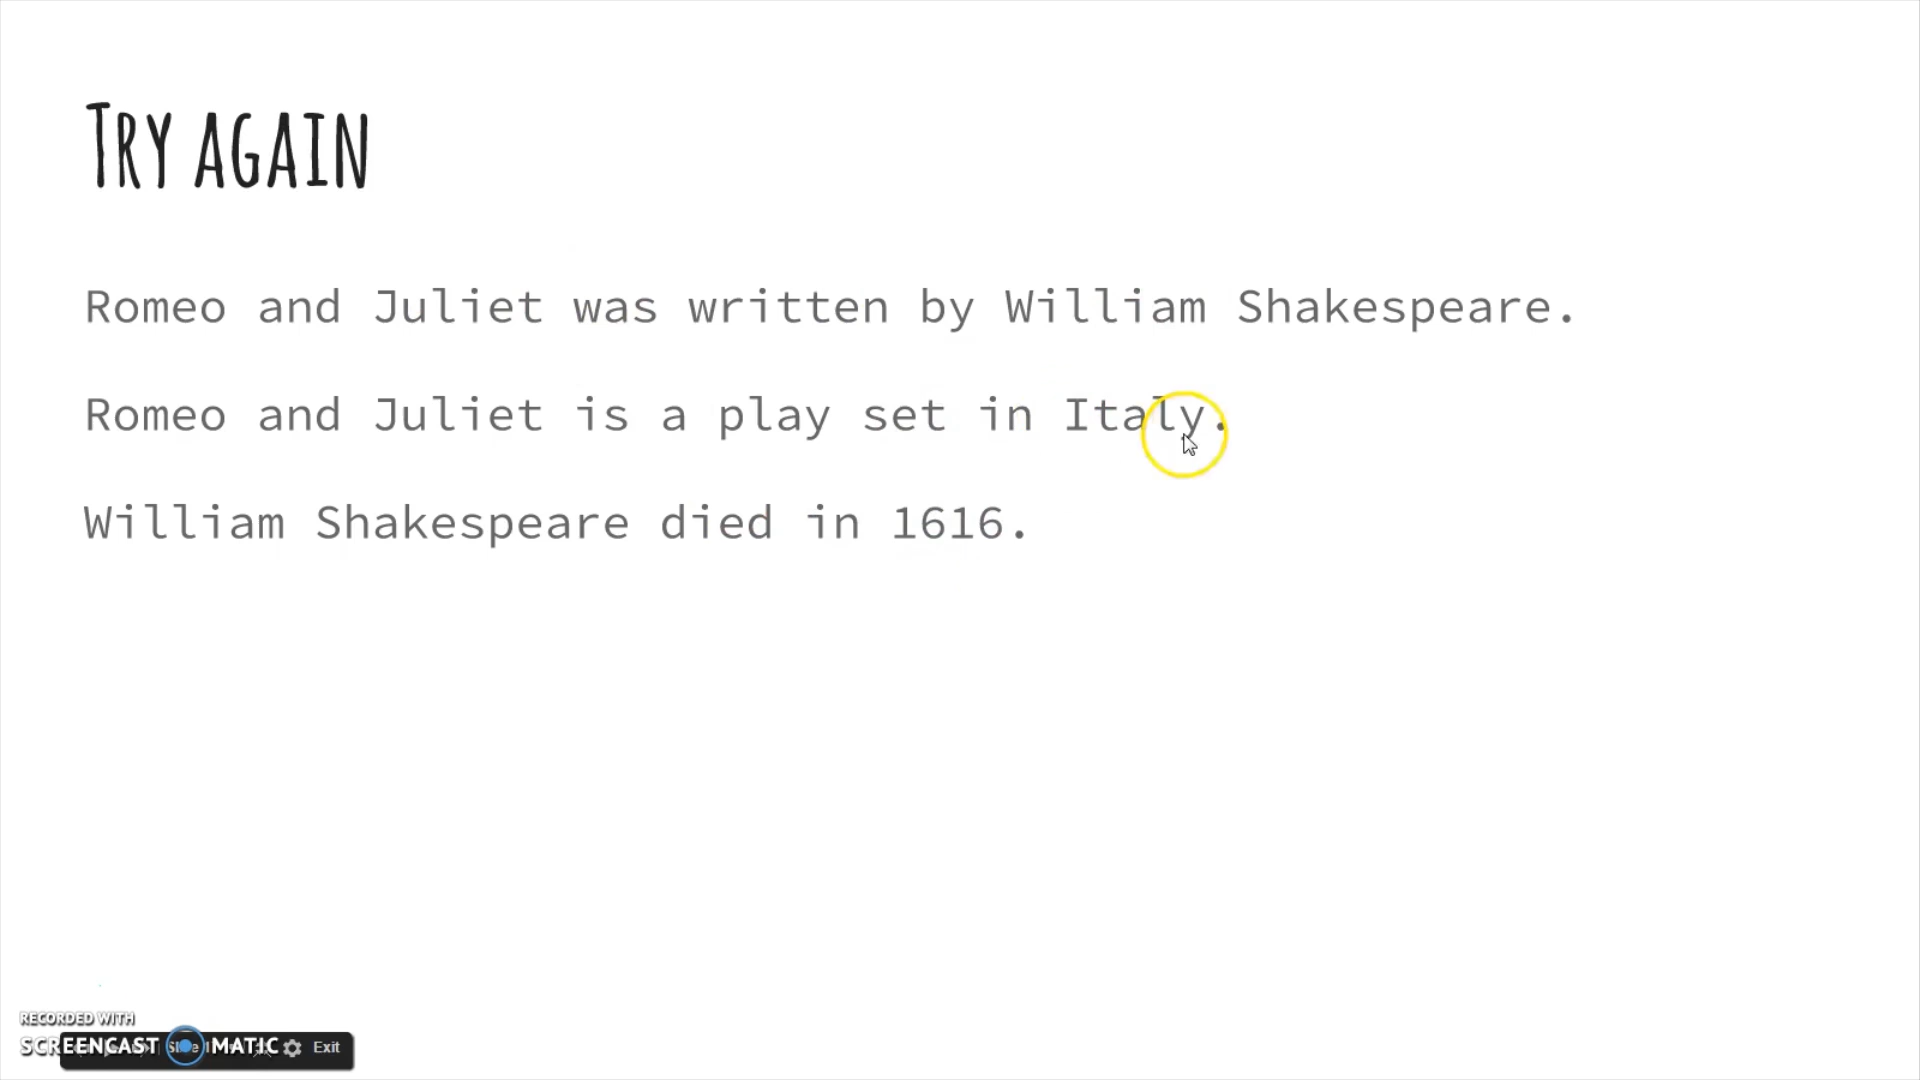 Try again
Romeo and Juliet was written by William Shakespeare.
Romeo and Juliet is a play set in Italy.
William Shakespeare died in 1616.
RECORDED WITH
SCREENCAST MATIC
Exit